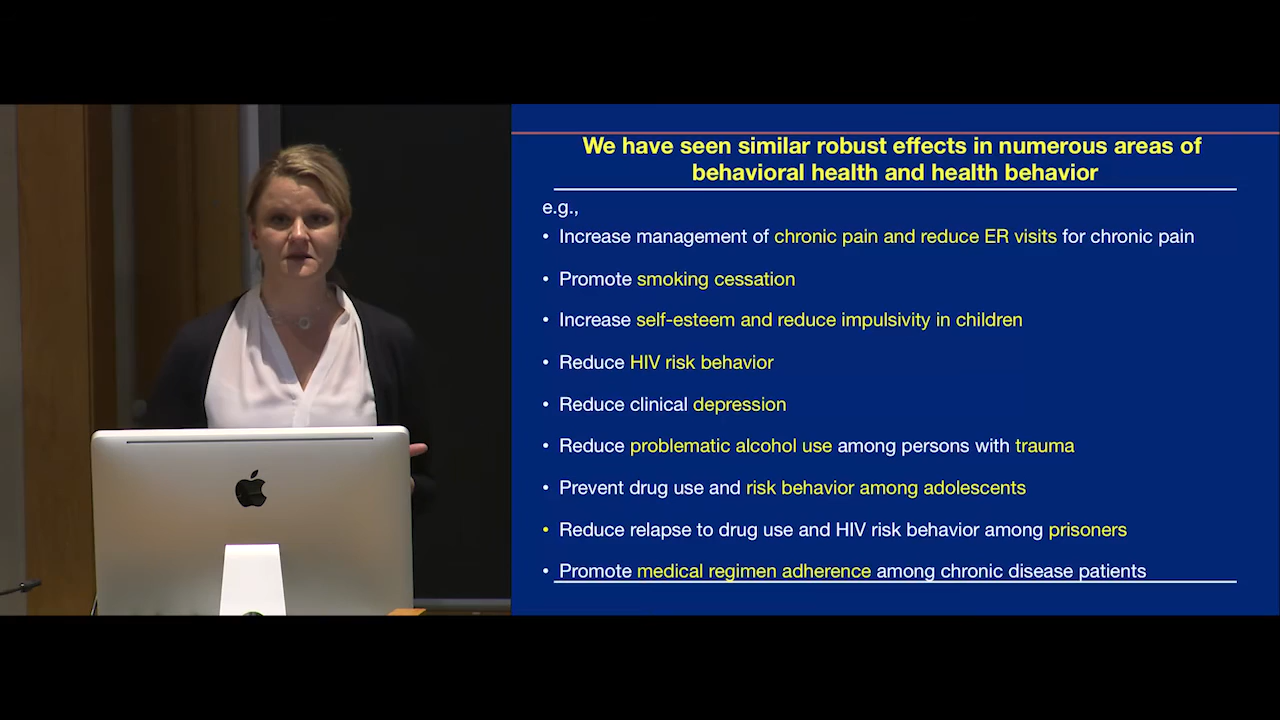 We have seen similar robust effects in numerous areas of
behavioral health and health behavior
e.g.,
• Increase management of chronic pain and reduce ER visits for chronic pain
• Promote smoking cessation
• Increase self-esteem and reduce impulsivity in children
• Reduce HIV risk behavior
• Reduce clinical depression
• Reduce problematic alcohol use among persons with trauma
• Prevent drug use and risk behavior among adolescents
• Reduce relapse to drug use and HIV risk behavior among prisoners
• Promote medical regimen adherence among chronic disease patients